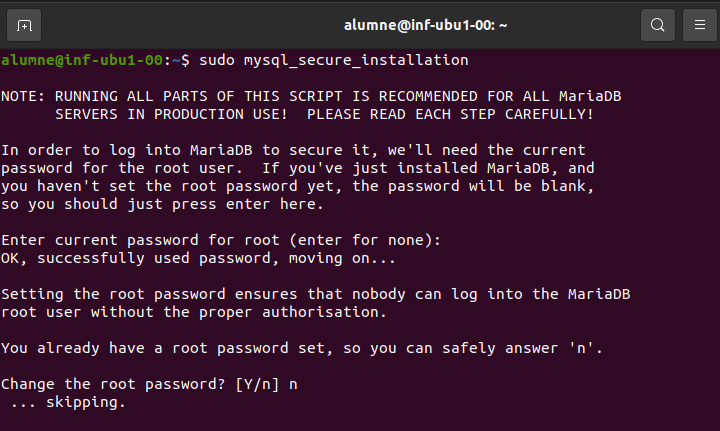 alumne@inf-ubu1-00: ~
alumne@inf-ubu1-00:~$ sudo mysql_secure_installation
NOTE: RUNNING ALL PARTS OF THIS SCRIPT IS RECOMMENDED FOR ALL MariaDB
SERVERS IN PRODUCTION USE!  PLEASE READ EACH STEP CAREFULLY!
In order to log into MariaDB to secure it, we'll need the current
password for the root user.  If you've just installed MariaDB, and
you haven't set the root password yet, the password will be blank,
so you should just press enter here.
Enter current password for root (enter for none):
OK, successfully used password, moving on...
Setting the root password ensures that nobody can log into the MariaDB
root user without the proper authorisation.
You already have a root password set, so you can safely answer 'n'.
Change the root password? [Y/n] n
... skipping.